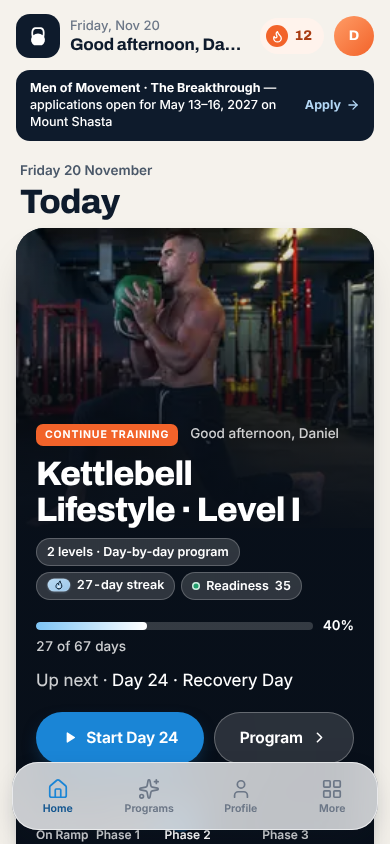 Friday, Nov 20
Good afternoon, Da...
12
D
Men of Movement · The Breakthrough —
applications open for May 13–16, 2027 on
Mount Shasta
Apply →
Friday 20 November
Today
CONTINUE TRAINING
Good afternoon, Daniel
Kettlebell
Lifestyle · Level I
2 levels · Day-by-day program
27-day streak
Readiness 35
40%
27 of 67 days
Up next · Day 24 · Recovery Day
Start Day 24
Program
Home
Programs
Profile
More
On Ramp
Phase 1
Phase 2
Phase 3